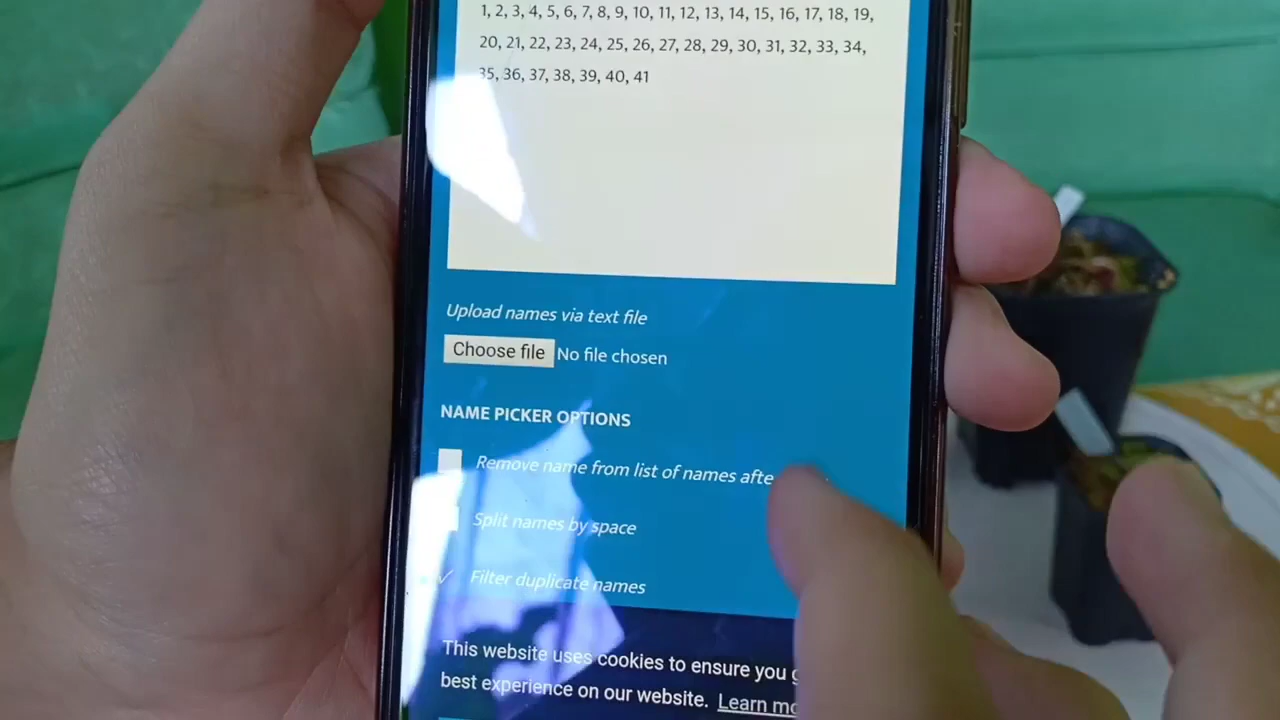 1, 2, 3, 4, 5, 6, 7, 8, 9, 10, 11, 12, 13, 14, 15, 16, 17, 18, 19,
20, 21, 22, 23, 24, 25, 26, 27, 28, 29, 30, 31, 32, 33, 34,
35, 36, 37, 38, 39, 40, 41
Upload names via text file
Choose file No file chosen
NAME PICKER OPTIONS
Remove name from list of names afte
Split names by space
Filter duplicate names
This website uses cookies to ensure you g
best experience on our website. Learn mo